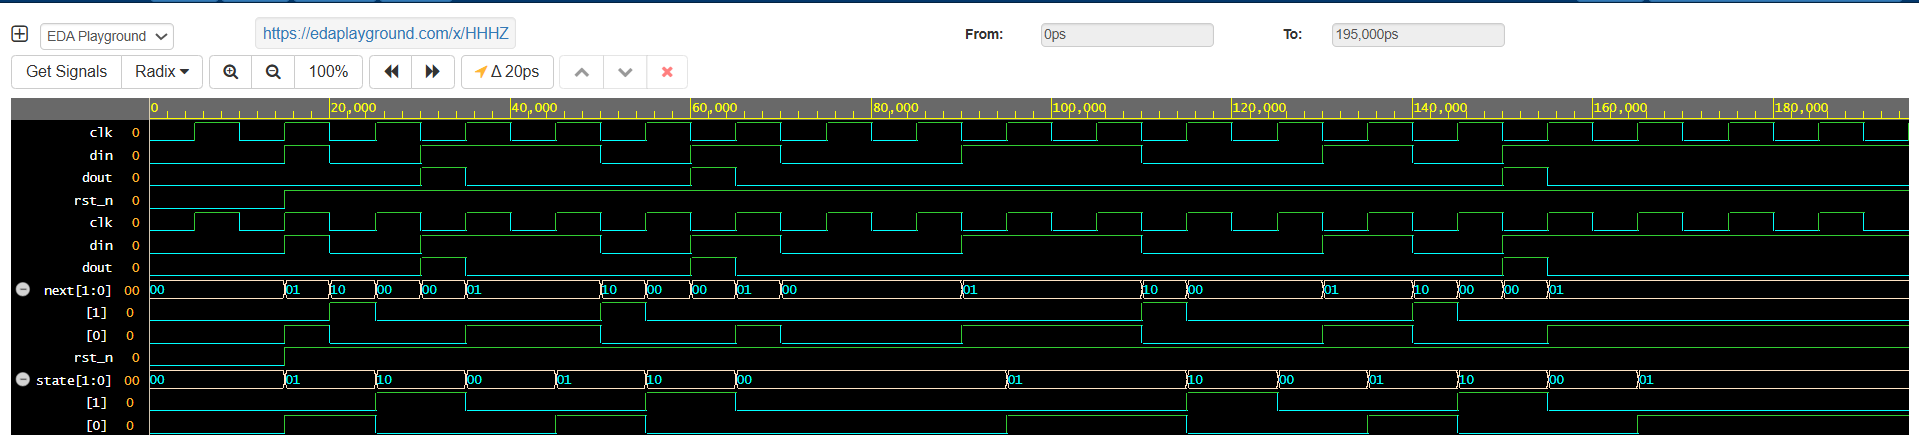 EDA Playground https://edaplayground.com/x/HHHZ From: 0ps To: 195,000ps
Get Signals Radix 100% Δ 20ps
0 20,000 40,000 60,000 80,000 100,000 120,000 140,000 160,000 180,000
clk 0
din 0
dout 0
rst_n 0
clk 0
din 0
dout 0
next[1:0] 00 00 01 10 00 00 01 10 00 00 01 00 01 10 00 01 10 00 00 01
[1] 0
[0] 0
rst_n 0
state[1:0] 00 00 01 10 00 01 10 00 01 10 00 01 10 00 01
[1] 0
[0] 0